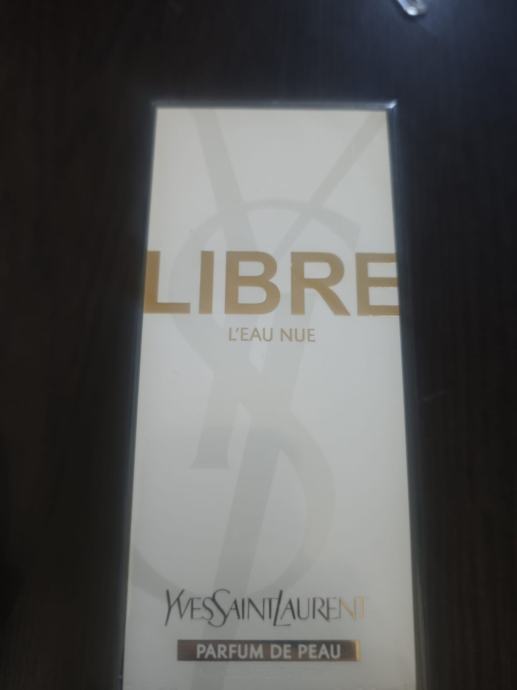 LIBRE
L'EAU NUE
YVESSAINTLAURENT
PARFUM DE PEAU